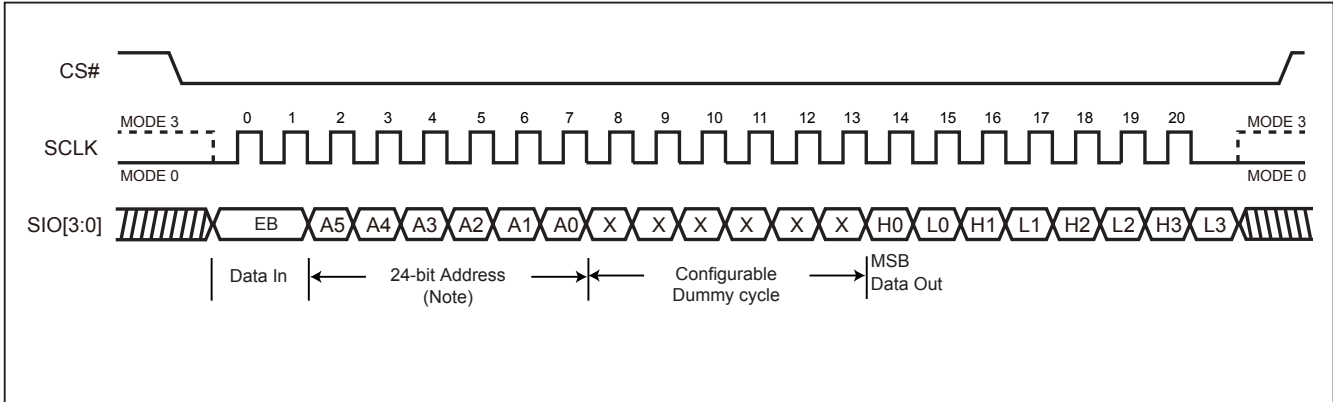 CS#
MODE 3 0 1 2 3 4 5 6 7 8 9 10 11 12 13 14 15 16 17 18 19 20 MODE 3
SCLK
MODE 0 MODE 0
SIO[3:0] EB A5 A4 A3 A2 A1 A0 X X X X X X H0 L0 H1 L1 H2 L2 H3 L3
Data In 24-bit Address (Note) Configurable Dummy cycle MSB Data Out